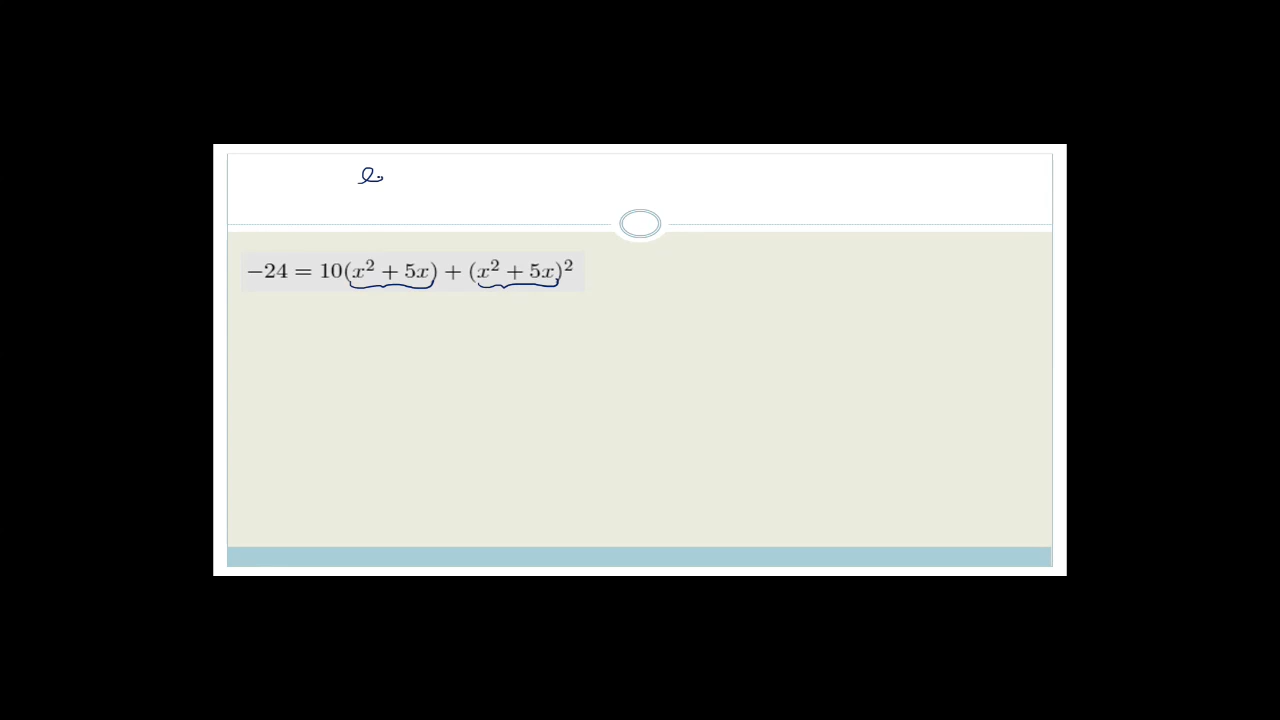 −24 = 10(x² + 5x) + (x² + 5x)²